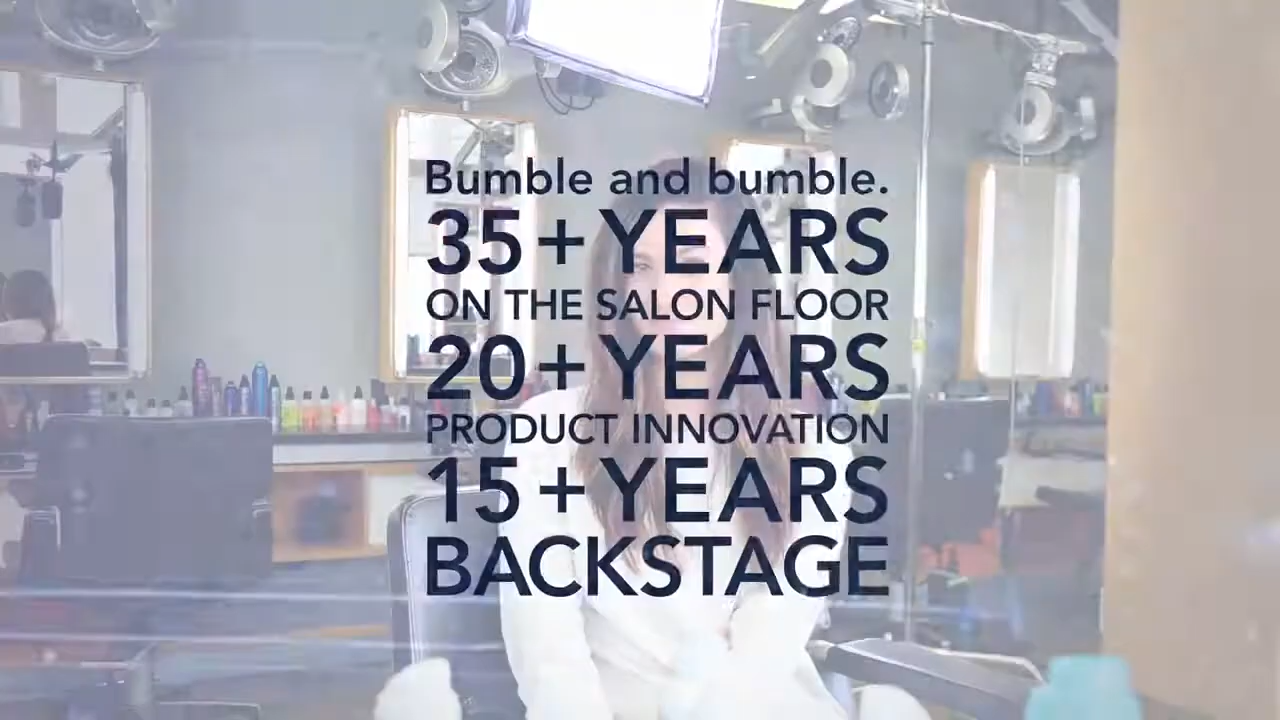 Bumble and bumble.
35+YEARS
ON THE SALON FLOOR
20+YEARS
PRODUCT INNOVATION
15+YEARS
BACKSTAGE